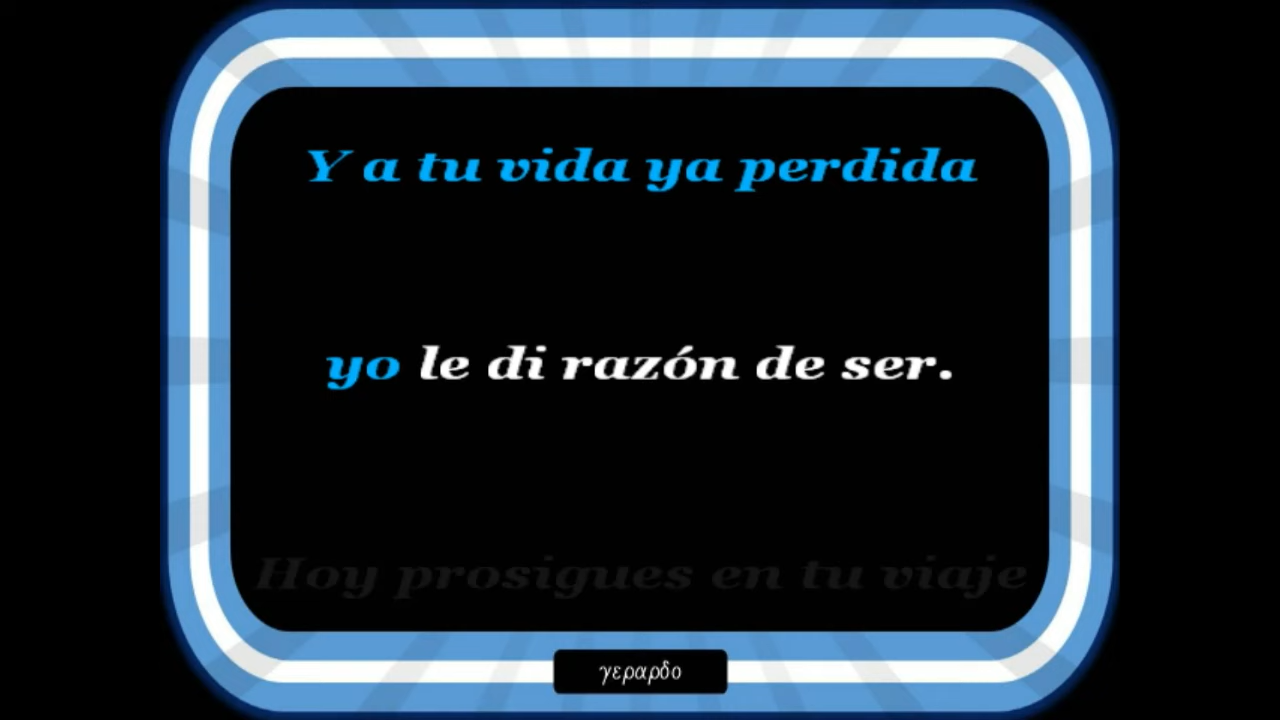 Y a tu vida ya perdida
yo le di razón de ser.
Hoy prosigues en tu viaje
γεραρδο